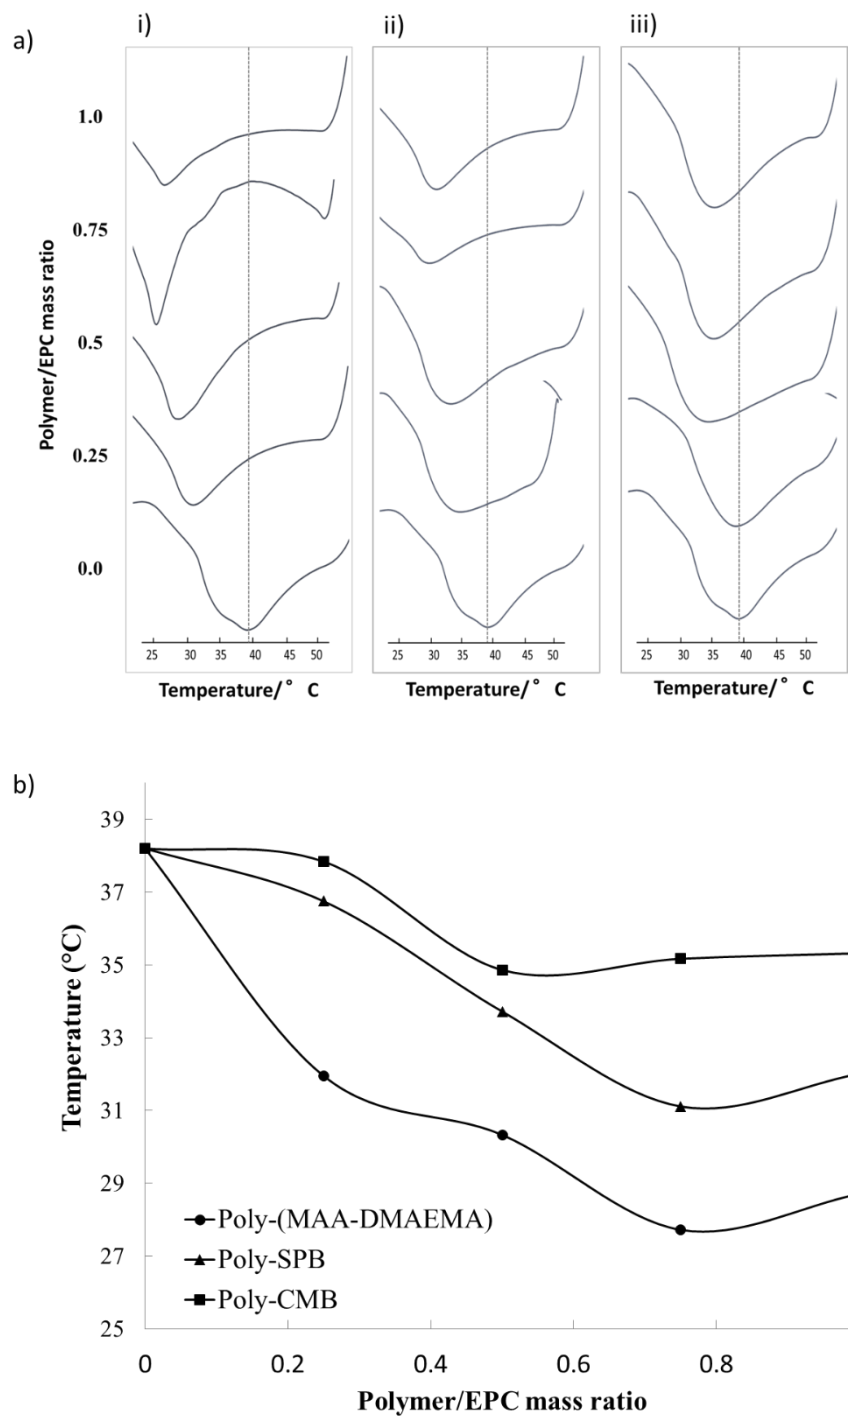 i) ii) iii)
a)
1.0
0.75
0.5
0.25
0.0
Polymer/EPC mass ratio
25 30 35 40 45 50 25 30 35 40 45 50 25 30 35 40 45 50
Temperature/° C Temperature/° C Temperature/° C
b)
39
37
35
33
31
29
27
25
Temperature (°C)
Poly-(MAA-DMAEMA)
Poly-SPB
Poly-CMB
0 0.2 0.4 0.6 0.8
Polymer/EPC mass ratio